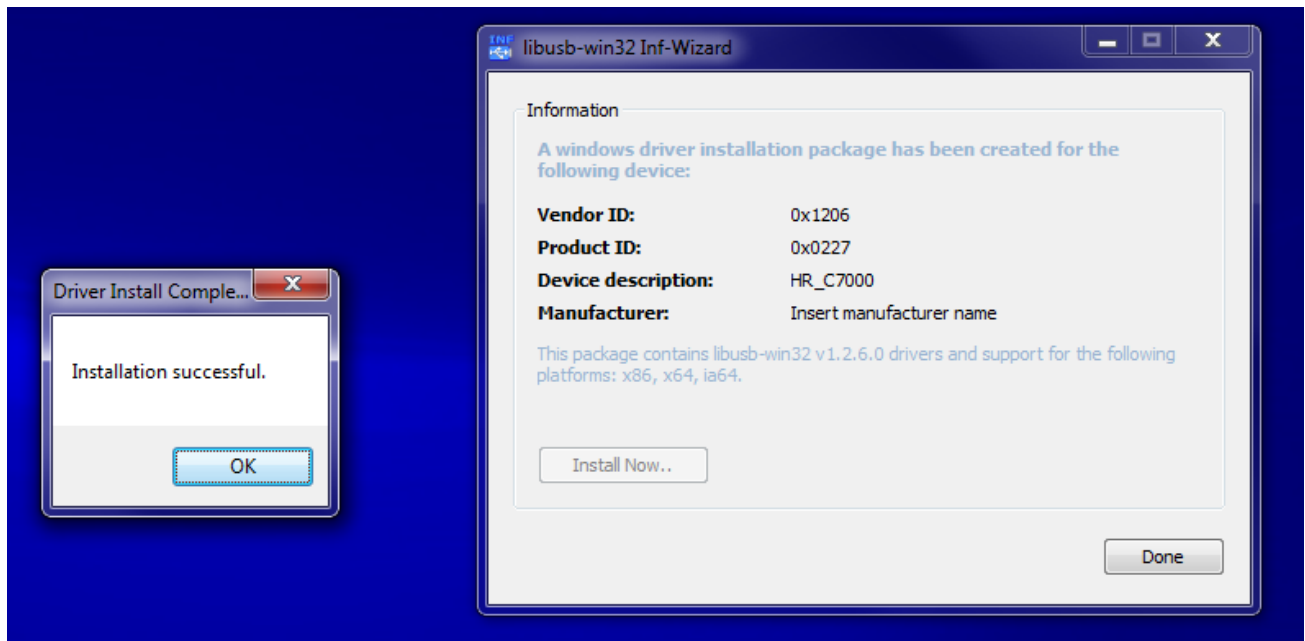 INF
libusb-win32 Inf-Wizard
Information
A windows driver installation package has been created for the
following device:
Vendor ID: 0x1206
Product ID: 0x0227
Device description: HR_C7000
Manufacturer: Insert manufacturer name
This package contains libusb-win32 v1.2.6.0 drivers and support for the following
platforms: x86, x64, ia64.
Install Now..
Done
Driver Install Comple...
Installation successful.
OK